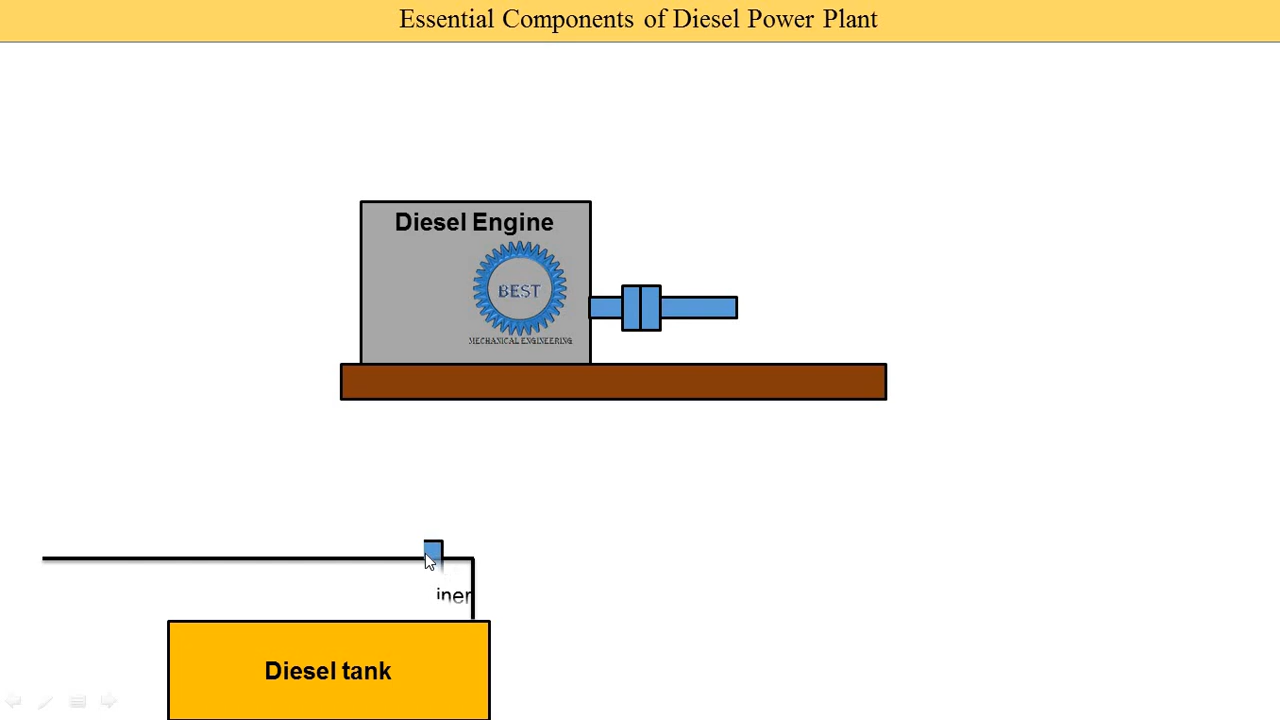 Essential Components of Diesel Power Plant
Diesel Engine
BEST
MECHANICAL ENGINEERING
iner
Diesel tank